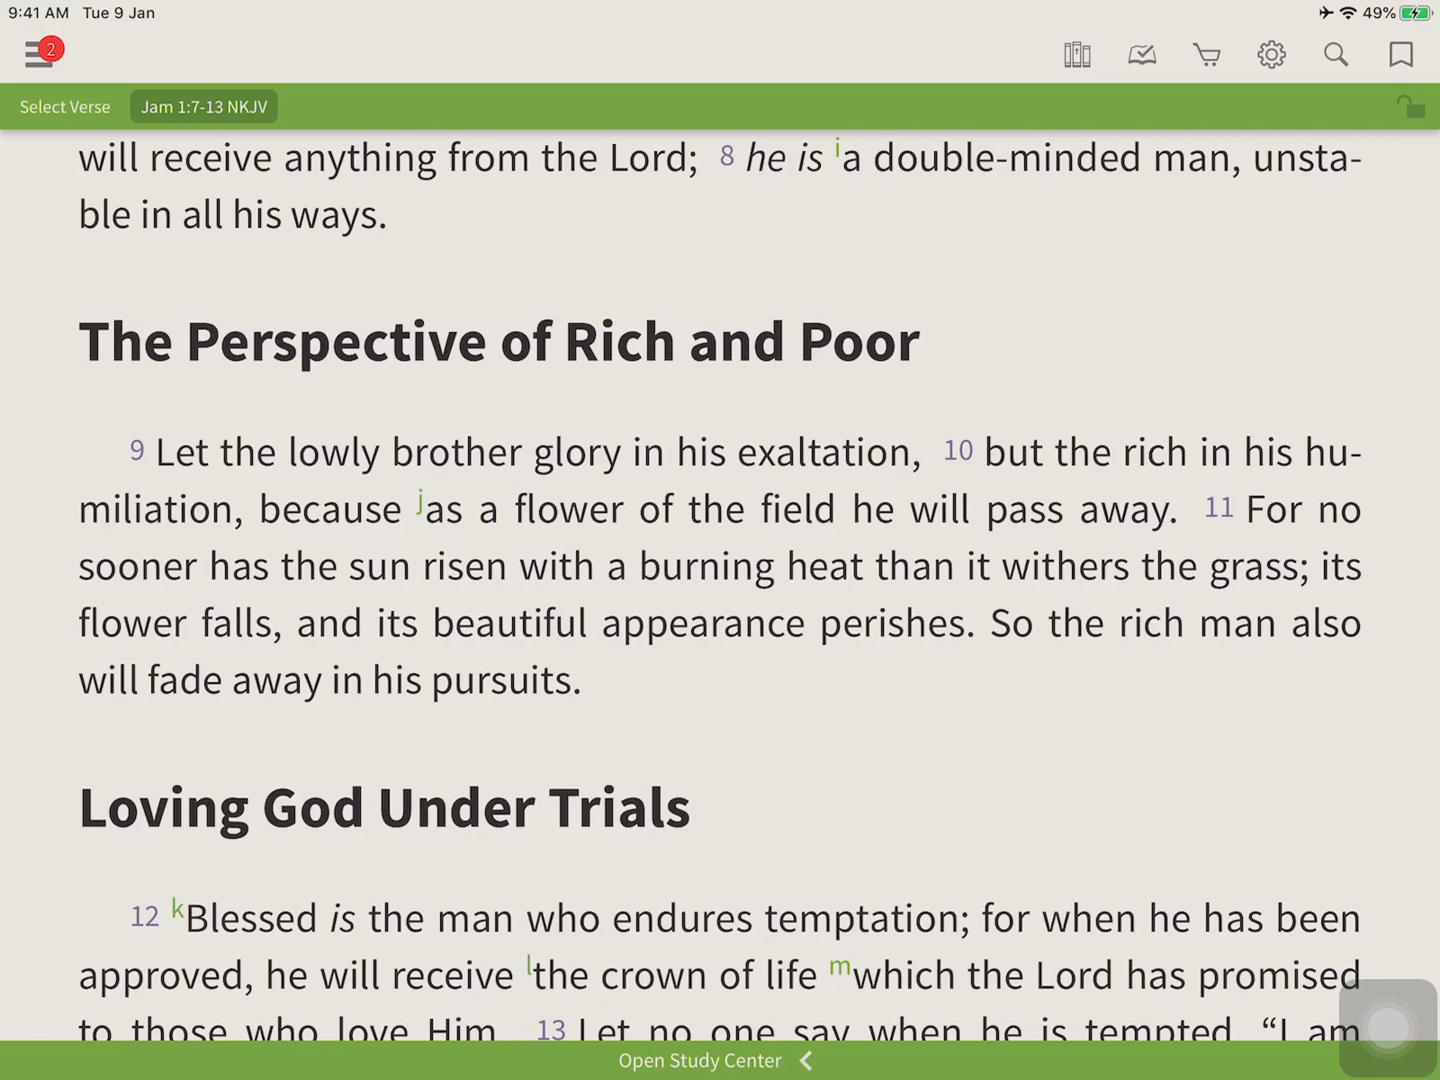 9:41 AM Tue 9 Jan 49%
2
Select Verse Jam 1:7-13 NKJV
will receive anything from the Lord; 8 he is ia double-minded man, unsta-
ble in all his ways.
The Perspective of Rich and Poor
9 Let the lowly brother glory in his exaltation, 10 but the rich in his hu-
miliation, because jas a flower of the field he will pass away. 11 For no
sooner has the sun risen with a burning heat than it withers the grass; its
flower falls, and its beautiful appearance perishes. So the rich man also
will fade away in his pursuits.
Loving God Under Trials
12 kBlessed is the man who endures temptation; for when he has been
approved, he will receive lthe crown of life mwhich the Lord has promised
to those who love Him. 13 Let no one say when he is tempted, “I am
Open Study Center